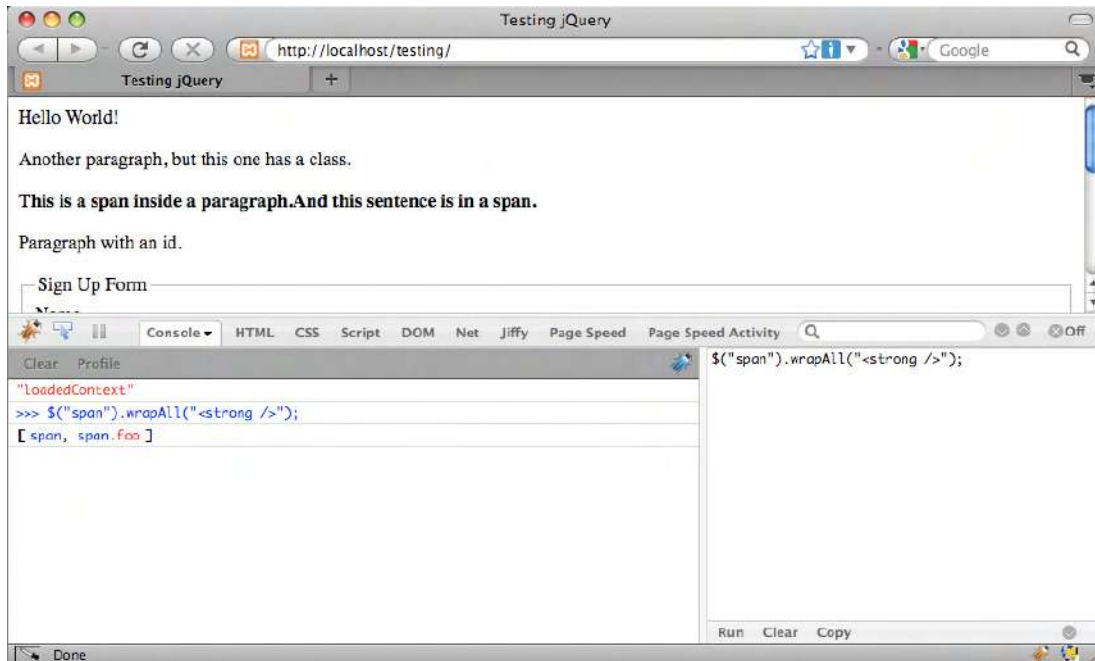 Testing jQuery
http://localhost/testing/
Google
Testing jQuery +
Hello World!
Another paragraph, but this one has a class.
This is a span inside a paragraph.And this sentence is in a span.
Paragraph with an id.
Sign Up Form
Name
Console HTML CSS Script DOM Net Jiffy Page Speed Page Speed Activity Off
Clear Profile
"loadedContext"
>>> $("span").wrapAll("<strong />");
[ span, span.foo ]
$("span").wrapAll("<strong />");
Run Clear Copy
Done